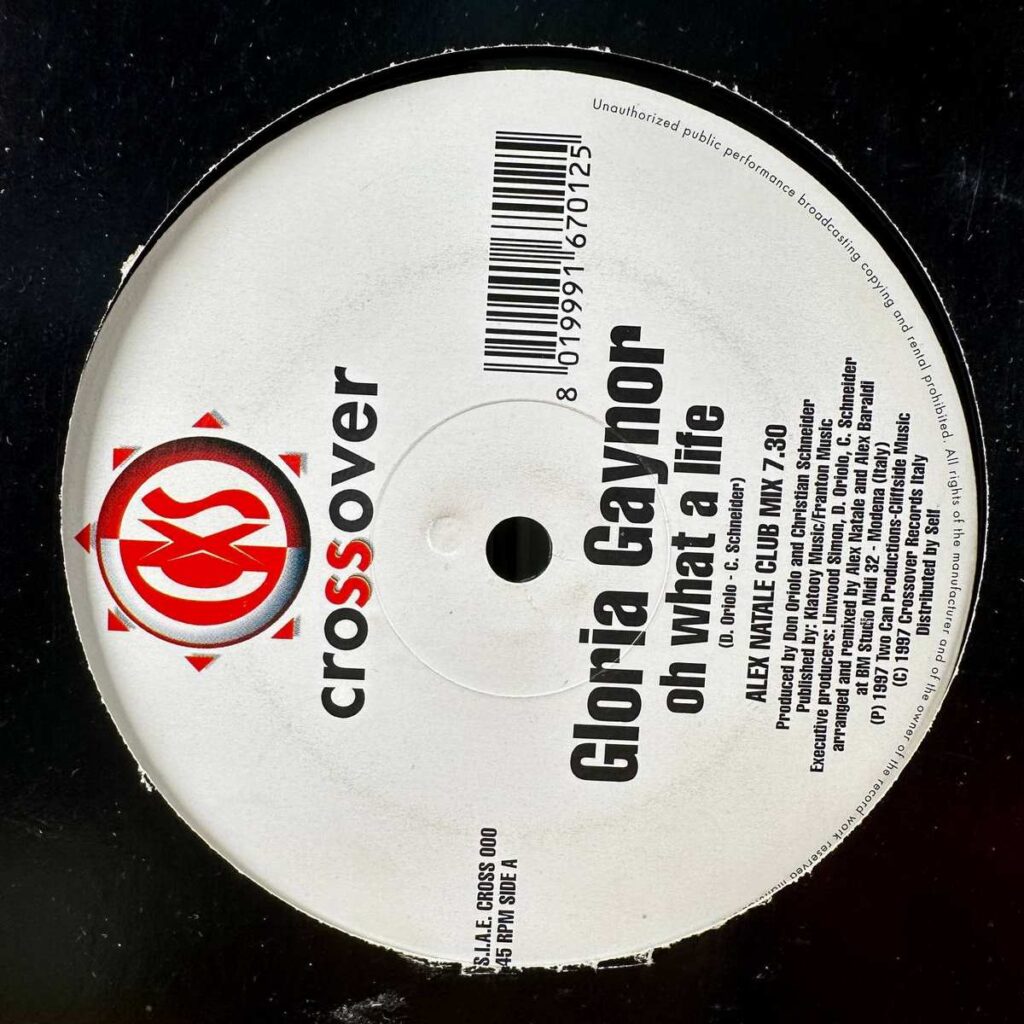 CXS
crossover
S.I.A.E. CROSS 000
45 RPM SIDE A
8 019991 670125
Gloria Gaynor
oh what a life
(D. Oriolo - C. Schneider)
ALEX NATALE CLUB MIX 7.30
Produced by Don Oriolo and Christian Schneider
Published by: Klatovy Music/Franton Music
Executive producers: Linwood Simon, D. Oriolo, C. Schneider
arranged and remixed by Alex Natale and Alex Baraldi
at BM Studio Midi 32 - Modena (Italy)
(P) 1997 Two Can Productions-Cliffside Music
(C) 1997 Crossover Records Italy
Distributed by Self
Unauthorized public performance broadcasting copying and rental prohibited. All rights of the manufacturer and of the owner of the record work reserved